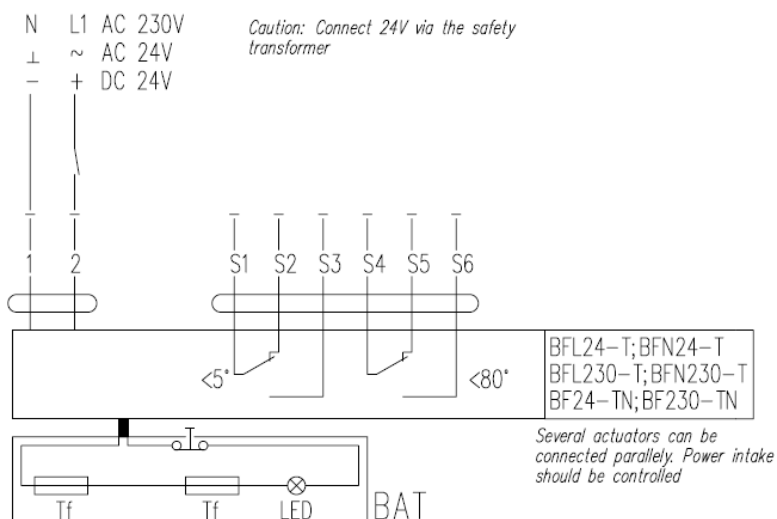 N L1 AC 230V
⊥ ~ AC 24V
− + DC 24V
Caution: Connect 24V via the safety
transformer
1 2 S1 S2 S3 S4 S5 S6
<5° <80°
BFL24-T;BFN24-T
BFL230-T;BFN230-T
BF24-TN;BF230-TN
Several actuators can be
connected parallely. Power intake
should be controlled
Tf Tf LED BAT